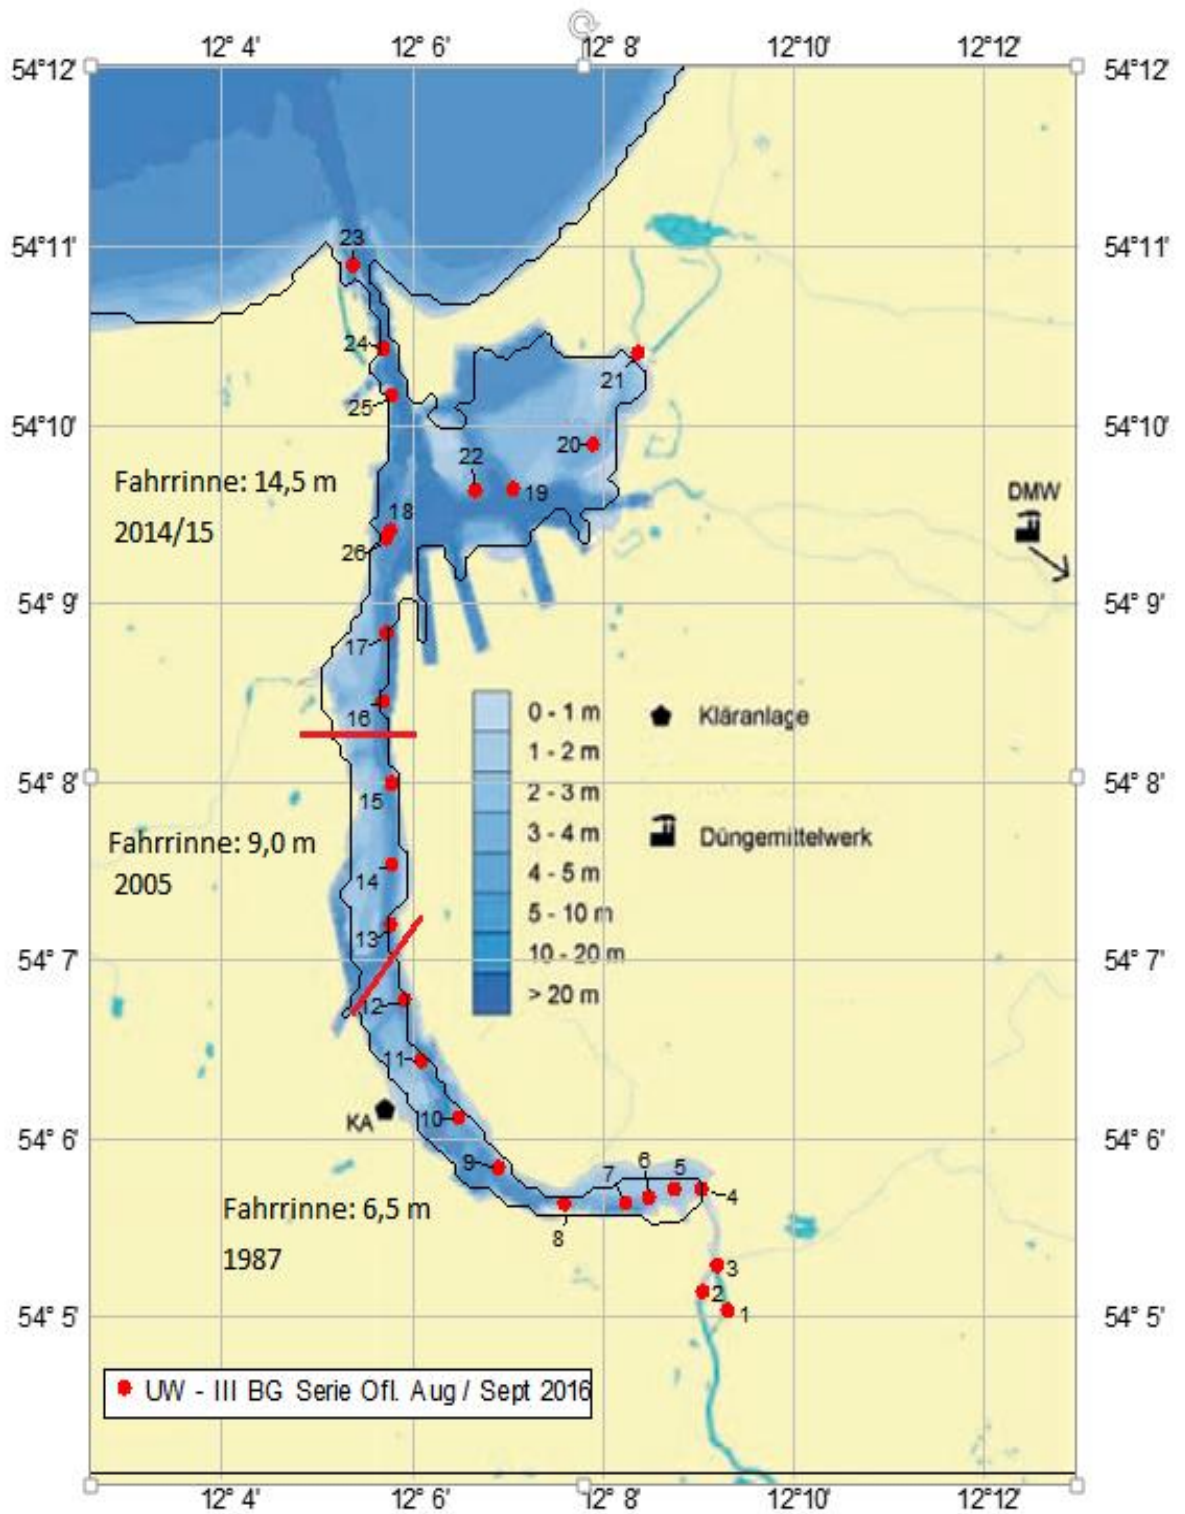 12° 4' 12° 6' 12° 8' 12°10' 12°12'
54°12' 54°12'
23
54°11' 54°11'
24
21
25
54°10' 54°10'
20
22
Fahrrinne: 14,5 m
19
DMW
18
2014/15
26
54° 9' 54° 9'
17
16
0 - 1 m
Kläranlage
1 - 2 m
54° 8' 54° 8'
2 - 3 m
15
3 - 4 m
Düngemittelwerk
Fahrrinne: 9,0 m
4 - 5 m
14
2005
5 - 10 m
13
10 - 20 m
54° 7' 54° 7'
> 20 m
12
11
10
KA
54° 6' 54° 6'
9
7 6 5
4
Fahrrinne: 6,5 m
8
1987
3
2
1
54° 5' 54° 5'
UW - III BG Serie Ofl. Aug / Sept 2016
12° 4' 12° 6' 12° 8' 12°10' 12°12'